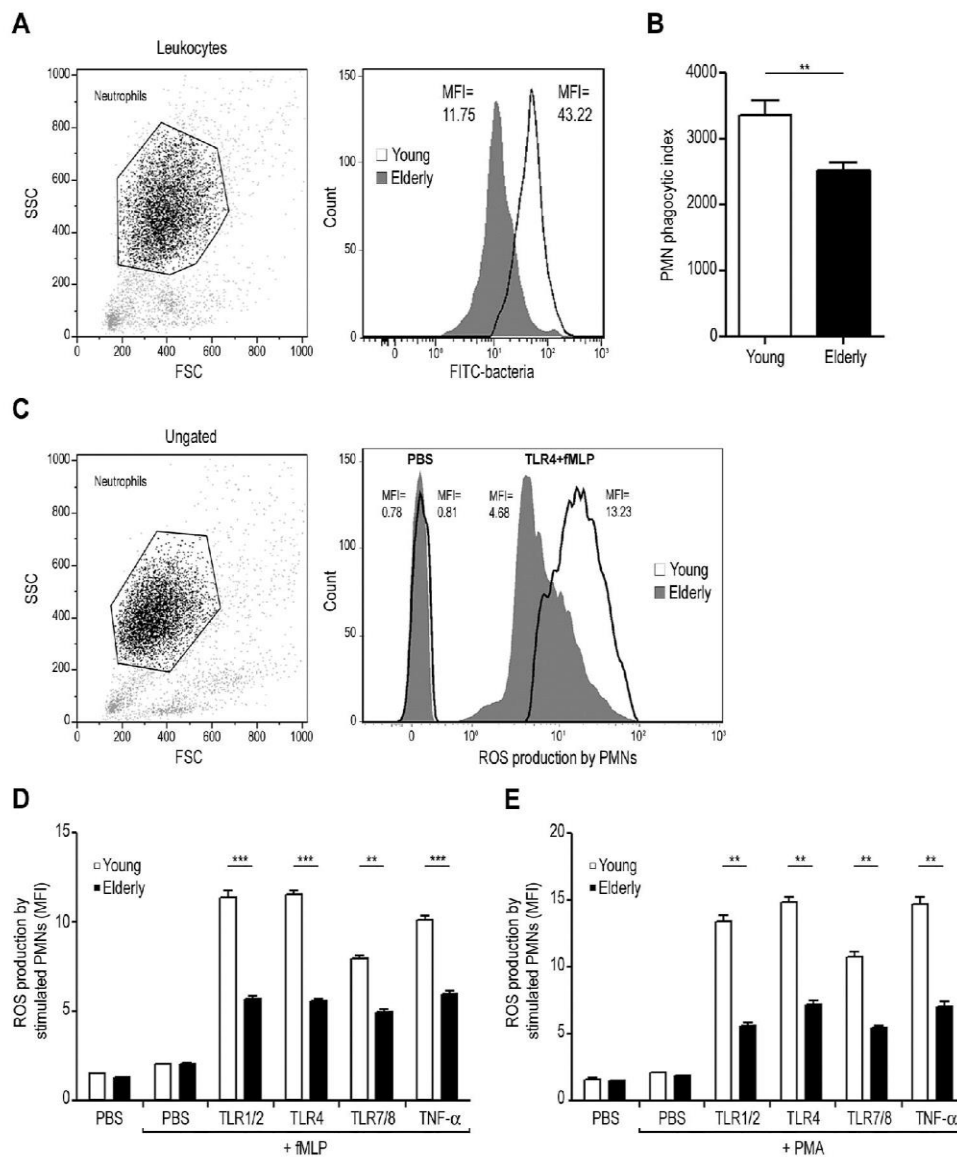 A
Leukocytes
1000
800
600
400
200
0
SSC
Neutrophils
0 200 400 600 800 1000
FSC
150
100
50
0
Count
MFI= 11.75
MFI= 43.22
Young
Elderly
0 10⁰ 10¹ 10² 10³
FITC-bacteria
B
**
4000
3000
2000
1000
0
PMN phagocytic index
Young Elderly
C
Ungated
1000
800
600
400
200
0
SSC
Neutrophils
0 200 400 600 800 1000
FSC
150
100
50
0
Count
PBS
TLR4+fMLP
MFI= 0.78
MFI= 0.81
MFI= 4.68
MFI= 13.23
Young
Elderly
0 10⁰ 10¹ 10² 10³
ROS production by PMNs
D
15
10
5
0
ROS production by
stimulated PMNs (MFI)
Young
Elderly
*** *** ** ***
PBS PBS TLR1/2 TLR4 TLR7/8 TNF-α
+ fMLP
E
20
15
10
5
0
ROS production by
stimulated PMNs (MFI)
Young
Elderly
** ** ** **
PBS PBS TLR1/2 TLR4 TLR7/8 TNF-α
+ PMA